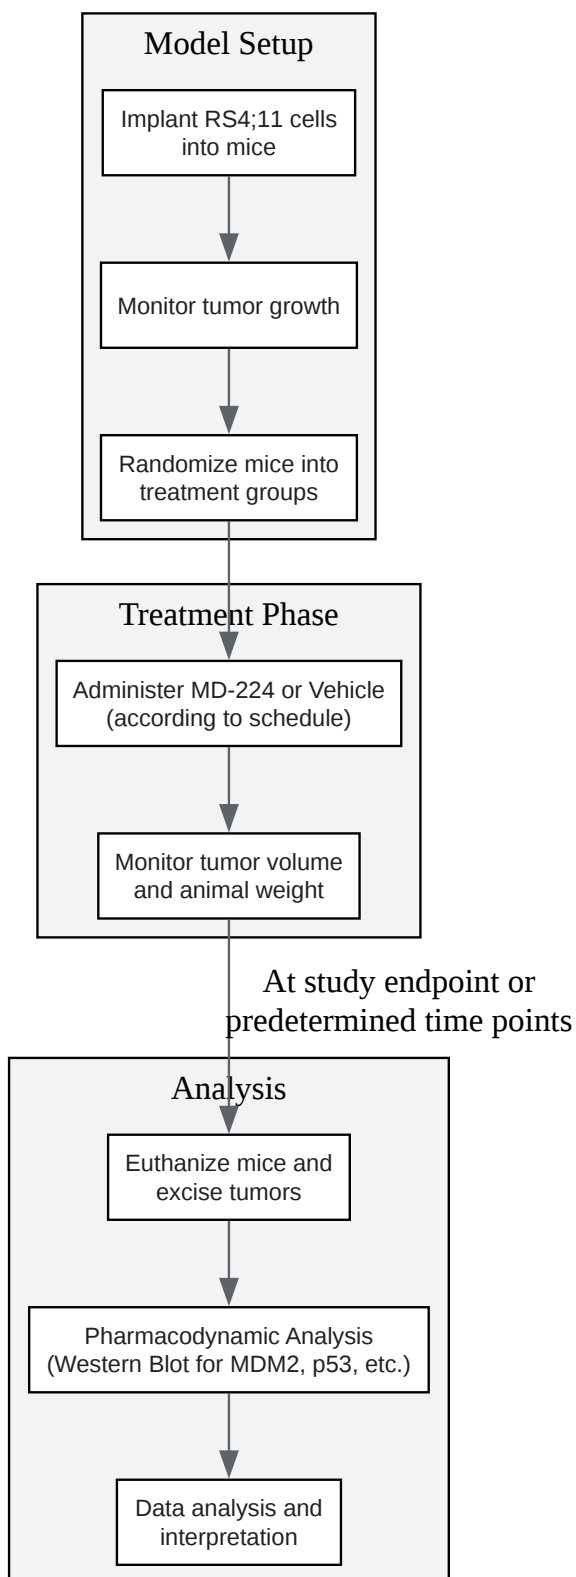 Model Setup
Implant RS4;11 cells
into mice
Monitor tumor growth
Randomize mice into
treatment groups
Treatment Phase
Administer MD-224 or Vehicle
(according to schedule)
Monitor tumor volume
and animal weight
At study endpoint or
predetermined time points
Analysis
Euthanize mice and
excise tumors
Pharmacodynamic Analysis
(Western Blot for MDM2, p53, etc.)
Data analysis and
interpretation